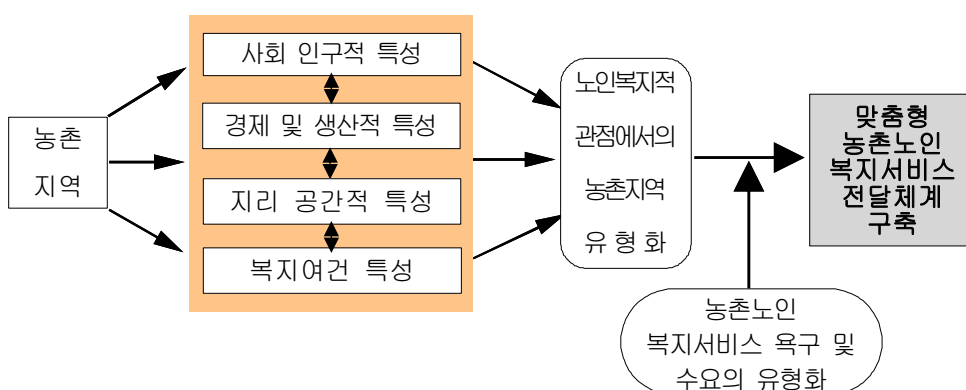 농촌
지역
사회 인구적 특성
경제 및 생산적 특성
지리 공간적 특성
복지여건 특성
노인복지적
관점에서의
농촌지역
유 형 화
맞춤형
농촌노인
복지서비스
전달체계
구축
농촌노인
복지서비스 욕구 및
수요의 유형화